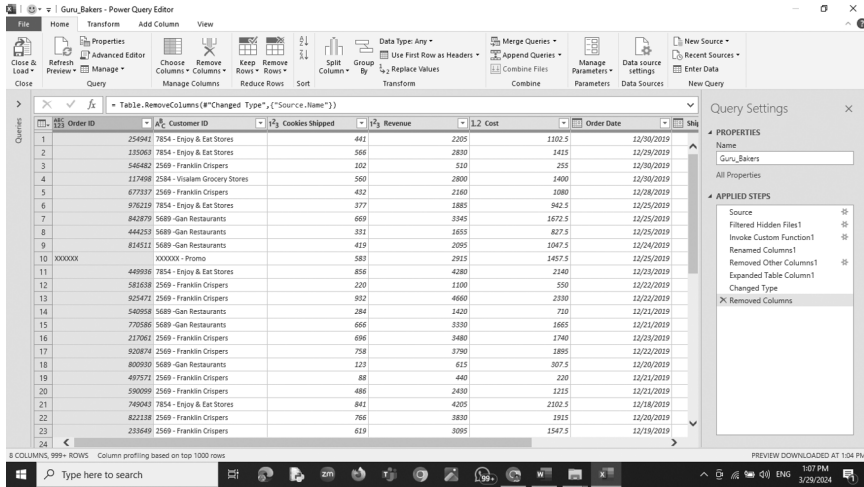 Guru_Bakers - Power Query Editor
File Home Transform Add Column View
Close & Load
Close
Refresh Preview
Properties
Advanced Editor
Manage
Query
Choose Columns
Remove Columns
Manage Columns
Keep Rows
Remove Rows
Reduce Rows
Sort
Split Column
Group By
Data Type: Any
Use First Row as Headers
Replace Values
Transform
Merge Queries
Append Queries
Combine Files
Combine
Manage Parameters
Parameters
Data source settings
Data Sources
New Source
Recent Sources
Enter Data
New Query
Queries
fx = Table.RemoveColumns(#"Changed Type",{"Source.Name"})
ABC 123 Order ID ABC Customer ID 123 Cookies Shipped 123 Revenue 1.2 Cost Order Date Ship
1 254941 7854 - Enjoy & Eat Stores 441 2205 1102.5 12/30/2019
2 135063 7854 - Enjoy & Eat Stores 566 2830 1415 12/29/2019
3 546482 2569 - Franklin Crispers 102 510 255 12/30/2019
4 117498 2584 - Visalam Grocery Stores 560 2800 1400 12/30/2019
5 677337 2569 - Franklin Crispers 432 2160 1080 12/28/2019
6 976219 7854 - Enjoy & Eat Stores 377 1885 942.5 12/25/2019
7 842879 5689 -Gan Restaurants 669 3345 1672.5 12/25/2019
8 444253 5689 -Gan Restaurants 331 1655 827.5 12/25/2019
9 814511 5689 -Gan Restaurants 419 2095 1047.5 12/24/2019
10 XXXXXX XXXXXX - Promo 583 2915 1457.5 12/25/2019
11 449936 7854 - Enjoy & Eat Stores 856 4280 2140 12/23/2019
12 581638 2569 - Franklin Crispers 220 1100 550 12/22/2019
13 925471 2569 - Franklin Crispers 932 4660 2330 12/22/2019
14 540958 5689 -Gan Restaurants 284 1420 710 12/21/2019
15 770586 5689 -Gan Restaurants 666 3330 1665 12/21/2019
16 217061 2569 - Franklin Crispers 696 3480 1740 12/23/2019
17 920874 2569 - Franklin Crispers 758 3790 1895 12/22/2019
18 800930 5689 -Gan Restaurants 123 615 307.5 12/20/2019
19 497571 2569 - Franklin Crispers 88 440 220 12/21/2019
20 590099 2569 - Franklin Crispers 486 2430 1215 12/21/2019
21 749043 7854 - Enjoy & Eat Stores 841 4205 2102.5 12/18/2019
22 822138 2569 - Franklin Crispers 766 3830 1915 12/20/2019
23 233649 2569 - Franklin Crispers 619 3095 1547.5 12/19/2019
24
Query Settings
PROPERTIES
Name
Guru_Bakers
All Properties
APPLIED STEPS
Source
Filtered Hidden Files1
Invoke Custom Function1
Renamed Columns1
Removed Other Columns1
Expanded Table Column1
Changed Type
Removed Columns
8 COLUMNS, 999+ ROWS Column profiling based on top 1000 rows
PREVIEW DOWNLOADED AT 1:04 PM
Type here to search
zm
99+
ENG
1:07 PM
3/29/2024